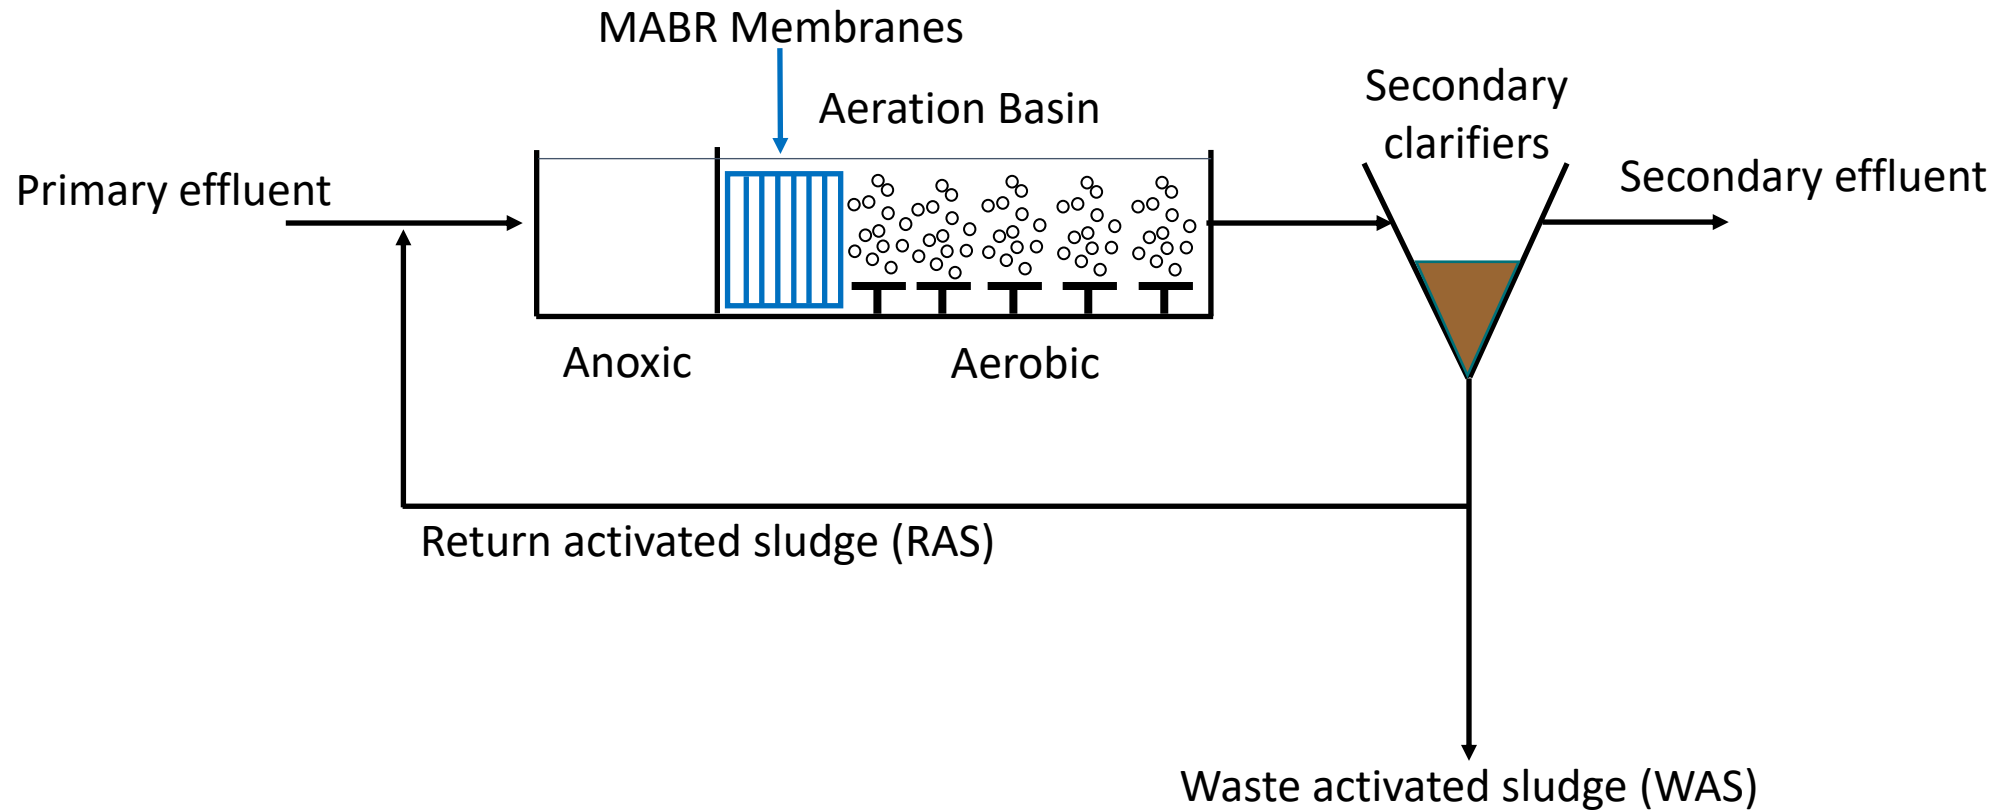 MABR Membranes
Aeration Basin
Secondary
clarifiers
Primary effluent
Secondary effluent
Anoxic
Aerobic
Return activated sludge (RAS)
Waste activated sludge (WAS)